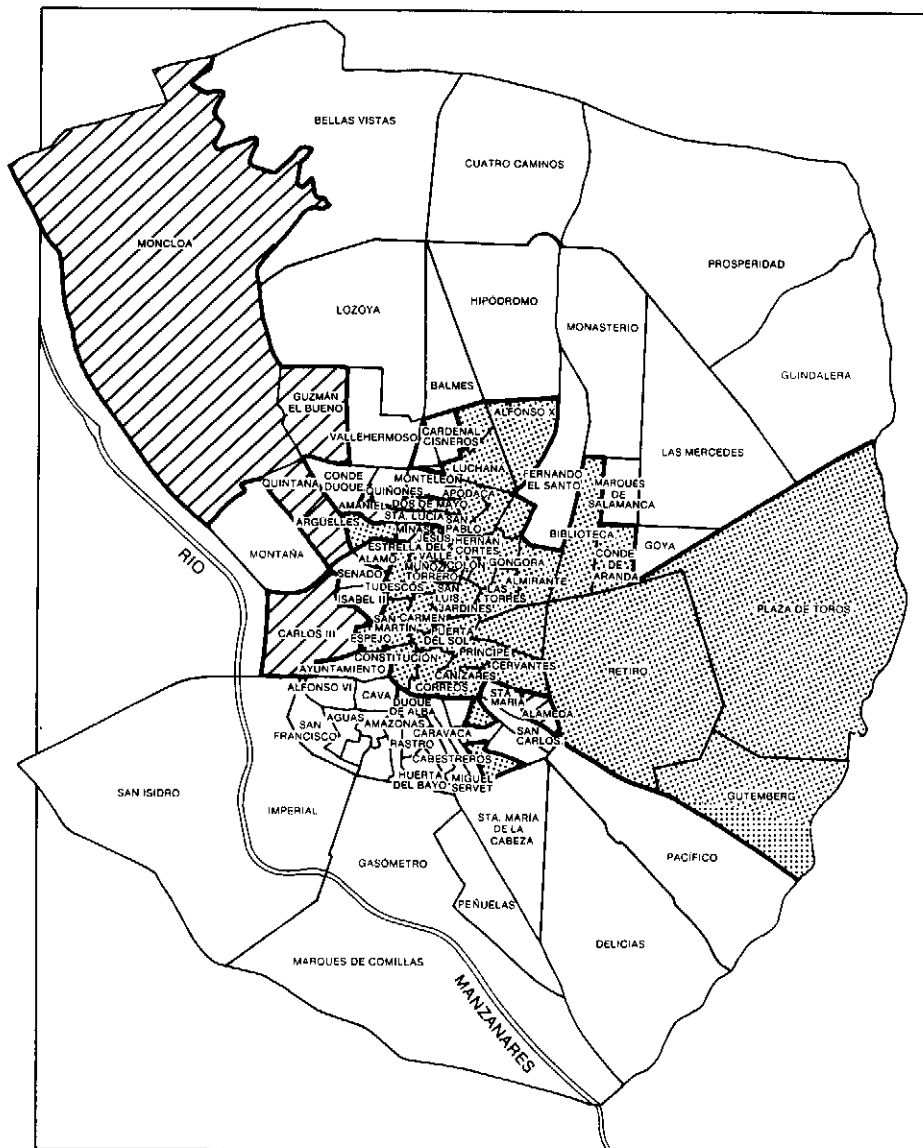 BELLAS VISTAS
CUATRO CAMINOS
MONCLOA
PROSPERIDAD
LOZOYA
HIPÓDROMO
MONASTERIO
GUINDALERA
BALMES
GUZMÁN
EL BUENO
ALFONSO X
VALLEHERMOSO
CARDENAL
CISNEROS
LAS MERCEDES
LUCHANA
FERNANDO
EL SANTO
MARQUES
DE
SALAMANCA
QUINTANA
CONDE
DUQUE
MONTELEÓN
QUIÑONES
APODACA
AMANIEL
DOS DE MAYO
STA. LUCIA
ARGUELLES
MINAS
SAN
PABLO
BIBLIOTECA
GOYA
MONTAÑA
JESUS
DEL
VALLE
HERNAN
CORTES
ESTRELLA
CONDE
DE
ARANDA
ALAMO
MUÑOZ
TORRERO
COLON
GONGORA
SENADO
ALMIRANTE
TUDESCOS
SAN
LUIS
LAS
TORRES
PLAZA DE TOROS
ISABEL II
JARDINES
CARLOS III
SAN
MARTIN
CARMEN
ESPEJO
PUERTA
DEL SOL
RETIRO
CONSTITUCIÓN
PRINCIPE
AYUNTAMIENTO
CERVANTES
CAÑIZARES
ALFONSO VI
CAVA
CORREOS
STA.
MARIA
DUQUE
DE ALBA
ALAMEDA
AGUAS
AMAZONAS
SAN
FRANCISCO
CARAVACA
SAN
CARLOS
RASTRO
CABESTREROS
HUERTA
DEL BAYO
MIGUEL
SERVET
GUTEMBERG
SAN ISIDRO
IMPERIAL
STA. MARÍA
DE LA
CABEZA
PACÍFICO
GASÓMETRO
PEÑUELAS
DELICIAS
MARQUES DE COMILLAS
RIO
MANZANARES